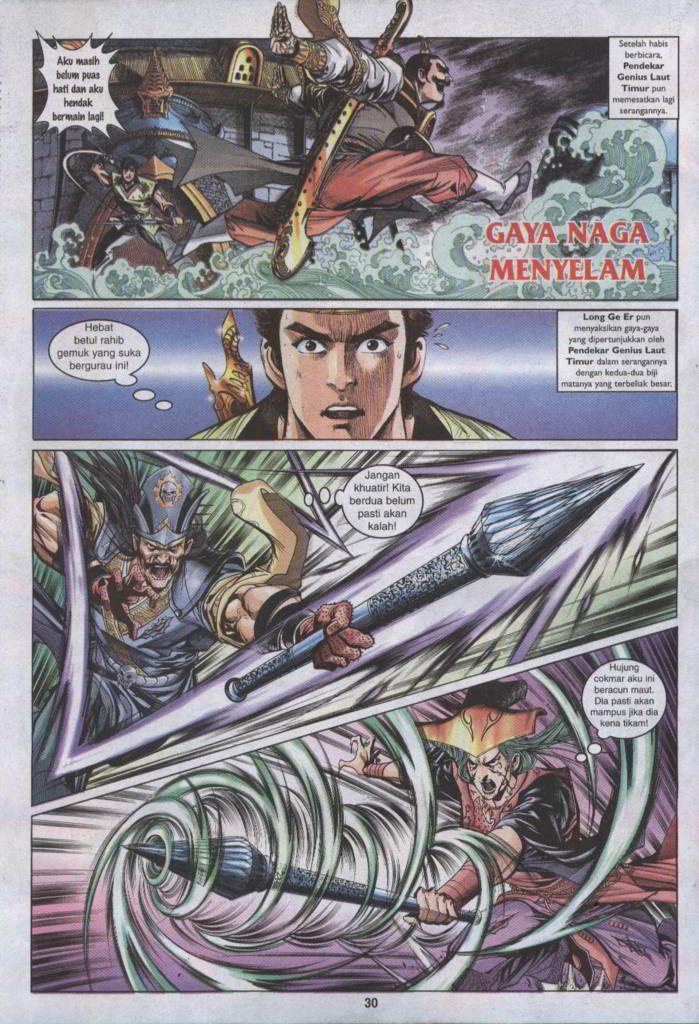 Aku masih
belum puas
hati dan aku
hendak
bermain lagi!
Setelah habis
berbicara,
Pendekar
Genius Laut
Timur pun
memesatkan lagi
serangannya.
GAYA NAGA
MENYELAM
Hebat
betul rahib
gemuk yang suka
bergurau ini!
Long Ge Er pun
menyaksikan gaya-gaya
yang dipertunjukkan oleh
Pendekar Genius Laut
Timur dalam serangannya
dengan kedua-dua biji
matanya yang terbeliak besar.
Jangan
khuatir! Kita
berdua belum
pasti akan
kalah!
Hujung
cokmar aku ini
beracun maut.
Dia pasti akan
mampus jika dia
kena tikam!
30